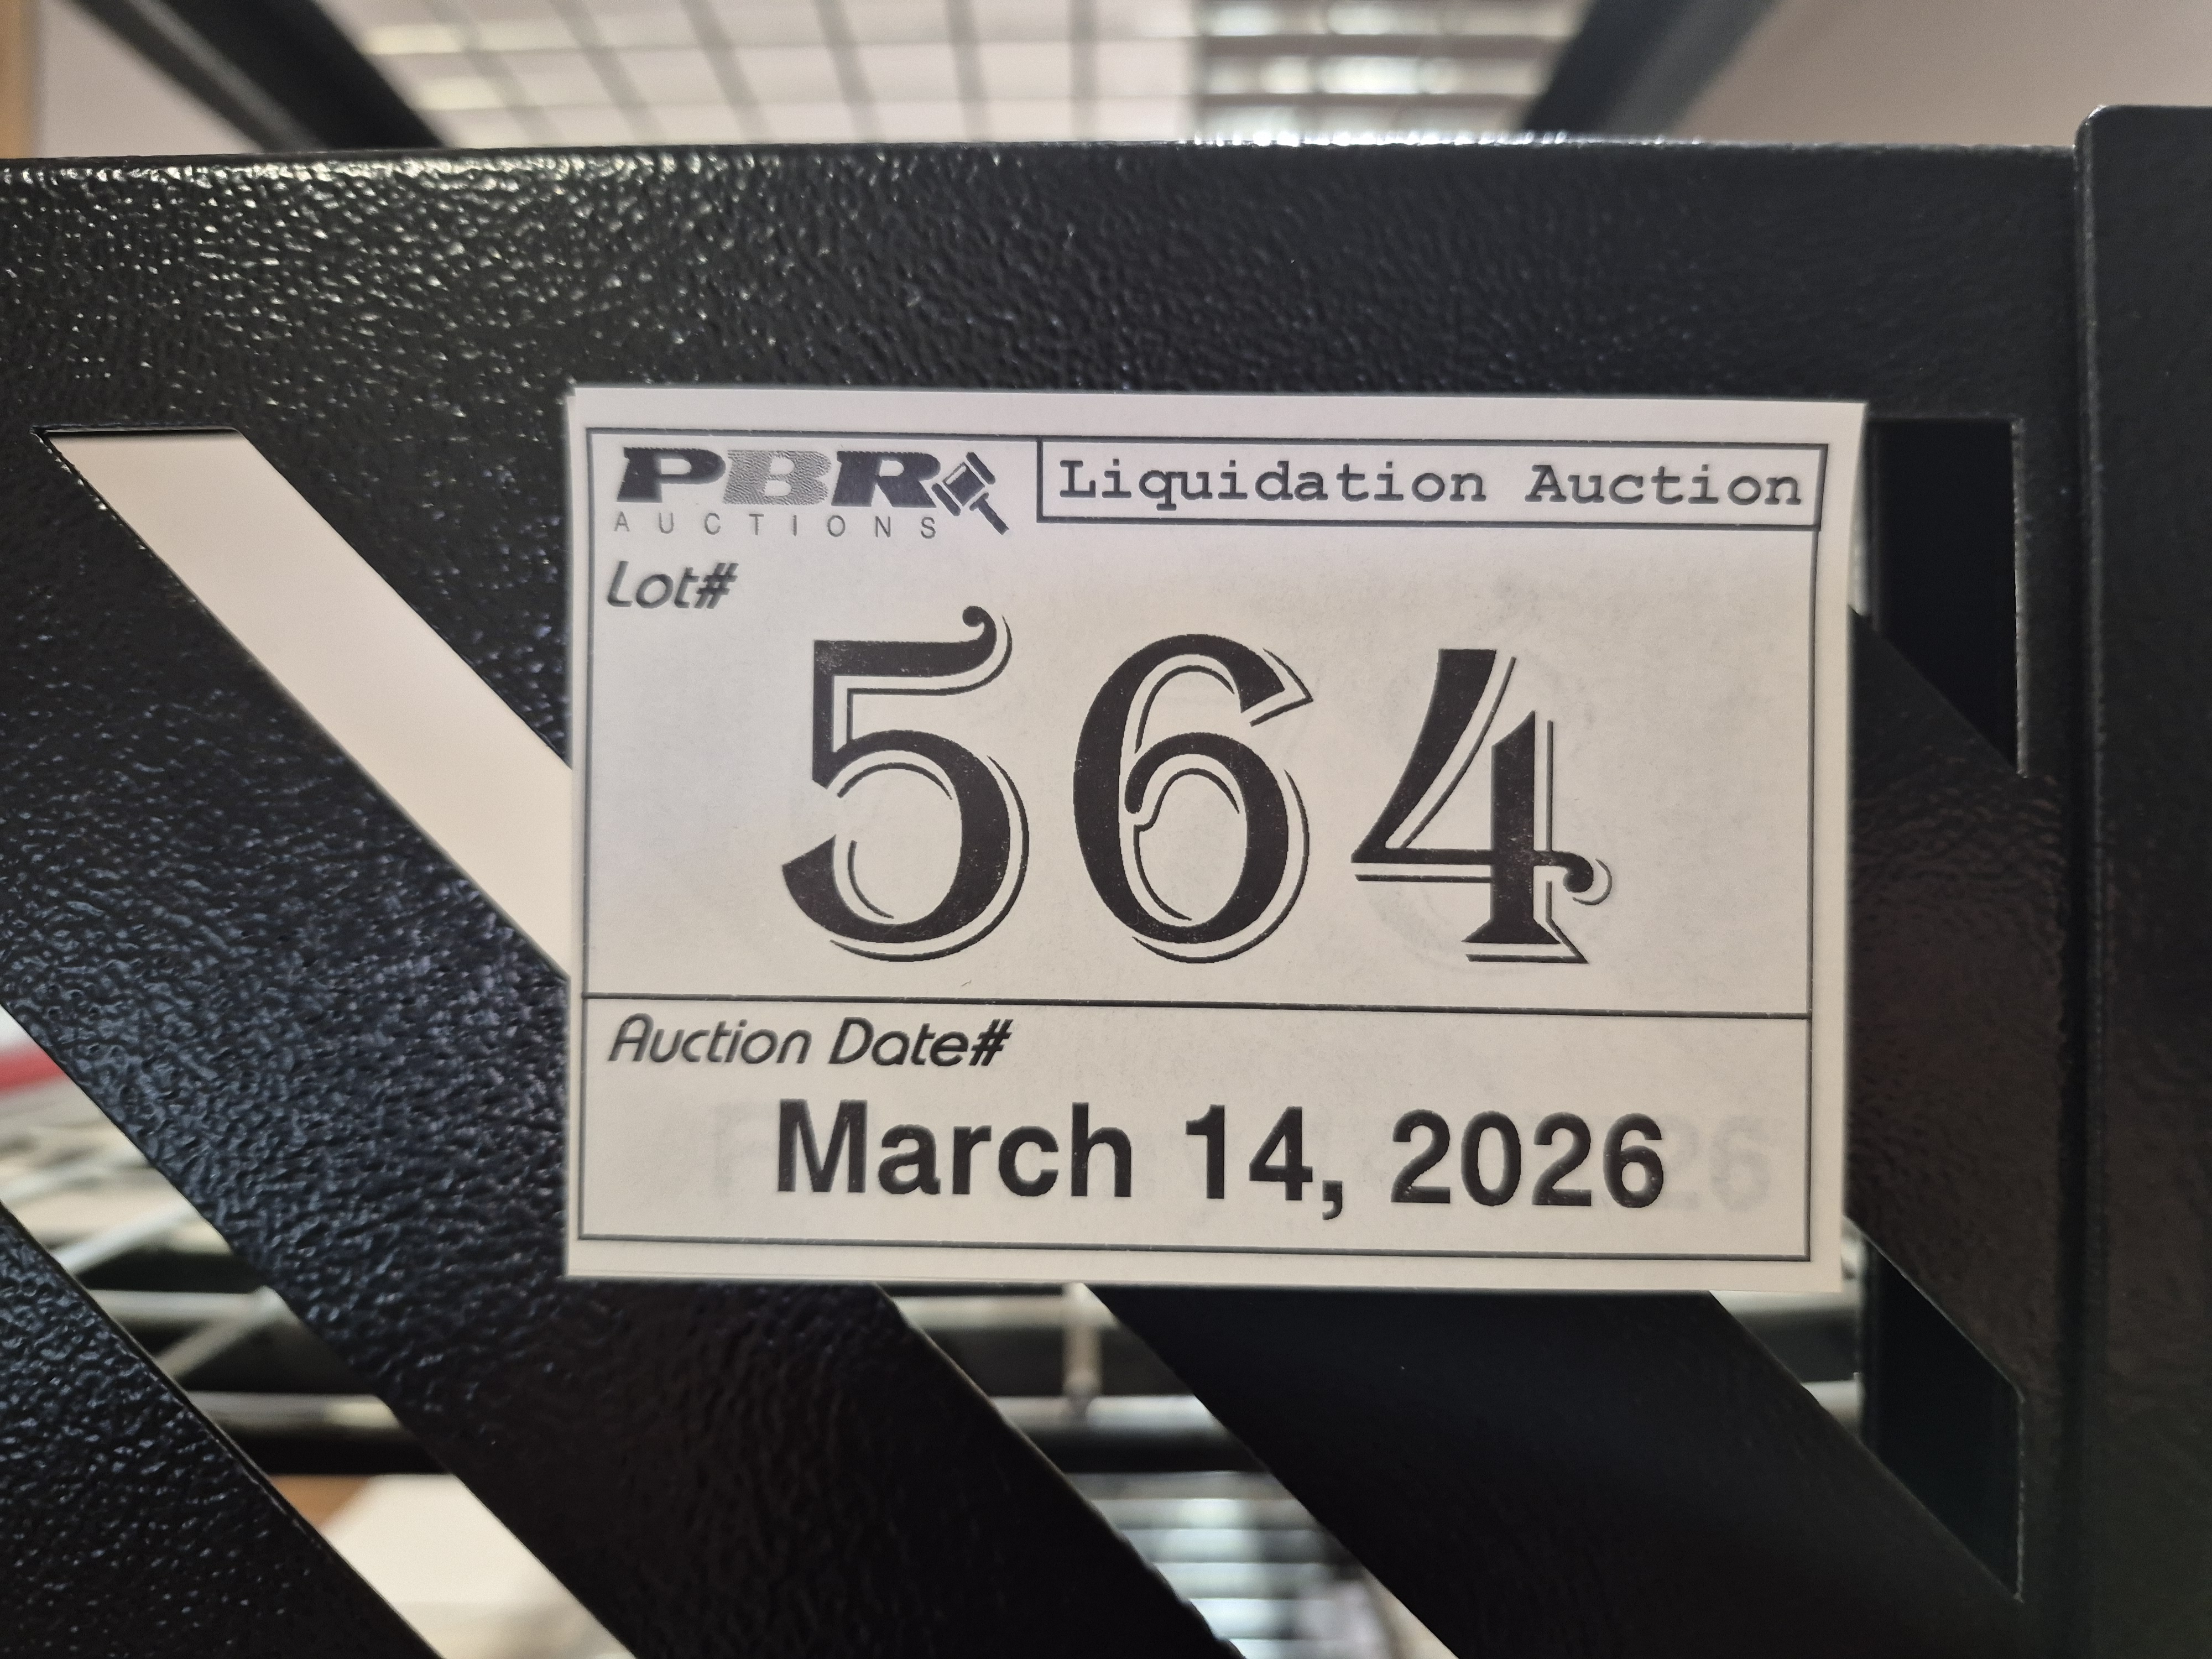 PBR
AUCTIONS
Liquidation Auction
Lot#
564
Auction Date#
March 14, 2026